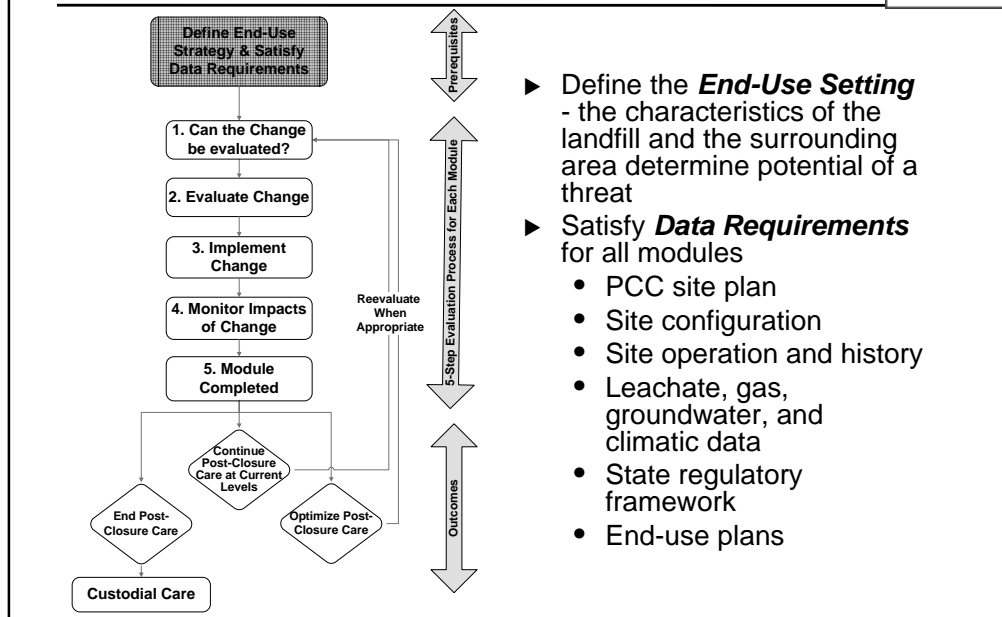 Define End-Use
Strategy & Satisfy
Data Requirements
Prerequisites
1. Can the Change
be evaluated?
2. Evaluate Change
3. Implement
Change
4. Monitor Impacts
of Change
5. Module
Completed
Reevaluate
When
Appropriate
5-Step Evaluation Process for Each Module
Continue
Post-Closure
Care at Current
Levels
End Post-
Closure Care
Optimize Post-
Closure Care
Outcomes
Custodial Care
► Define the End-Use Setting
- the characteristics of the
landfill and the surrounding
area determine potential of a
threat
► Satisfy Data Requirements
for all modules
• PCC site plan
• Site configuration
• Site operation and history
• Leachate, gas,
groundwater, and
climatic data
• State regulatory
framework
• End-use plans